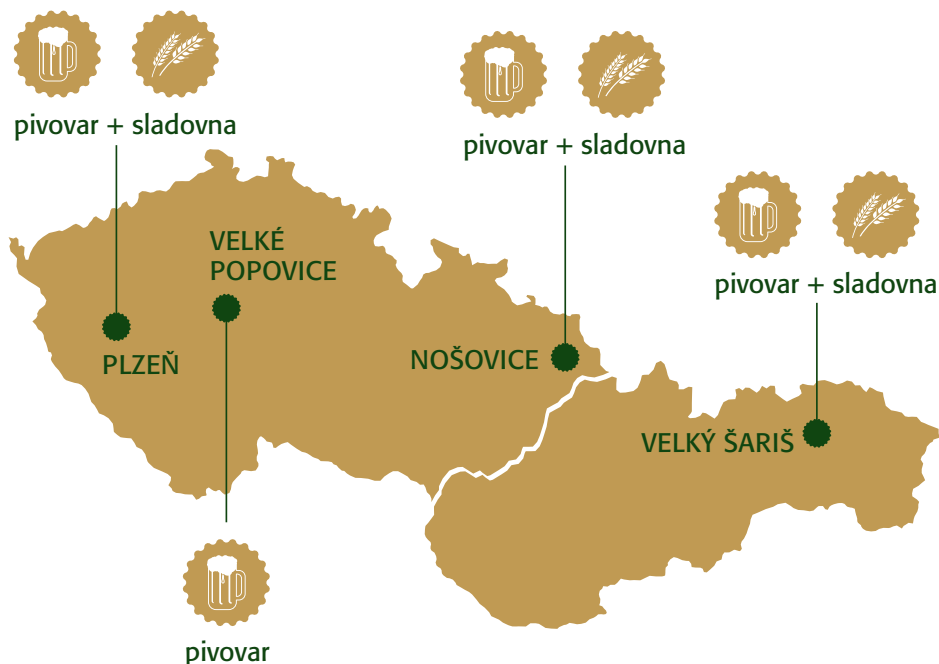 pivovar + sladovna
pivovar + sladovna
pivovar + sladovna
VELKÉ
POPOVICE
PLZEŇ
NOŠOVICE
VELKÝ ŠARIŠ
pivovar